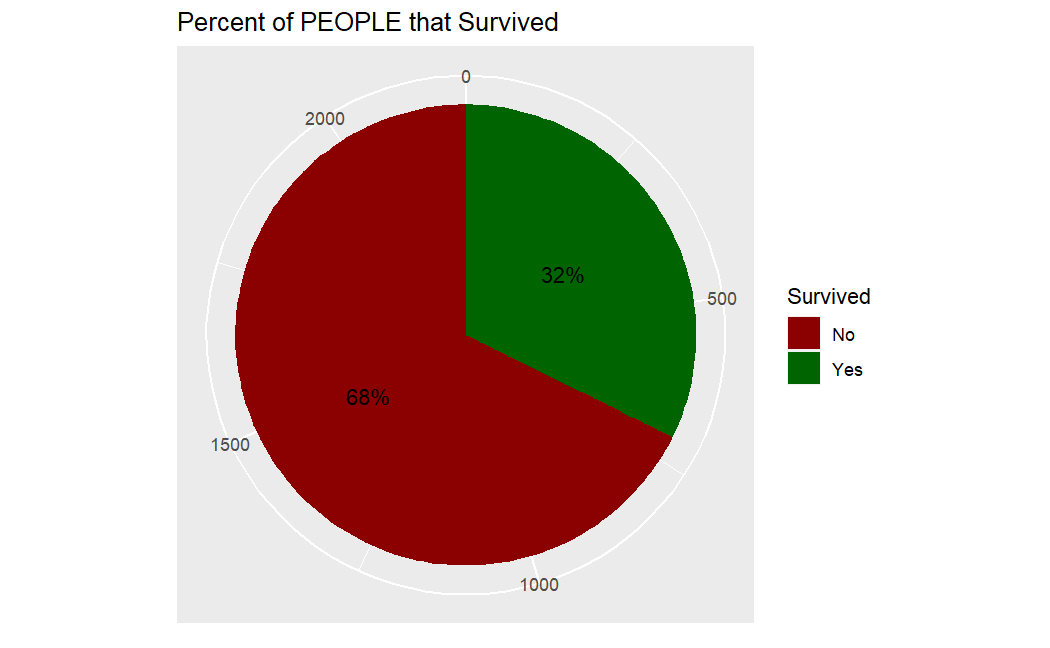 Percent of PEOPLE that Survived
0
2000
32%
500
Survived
No
Yes
68%
1500
1000